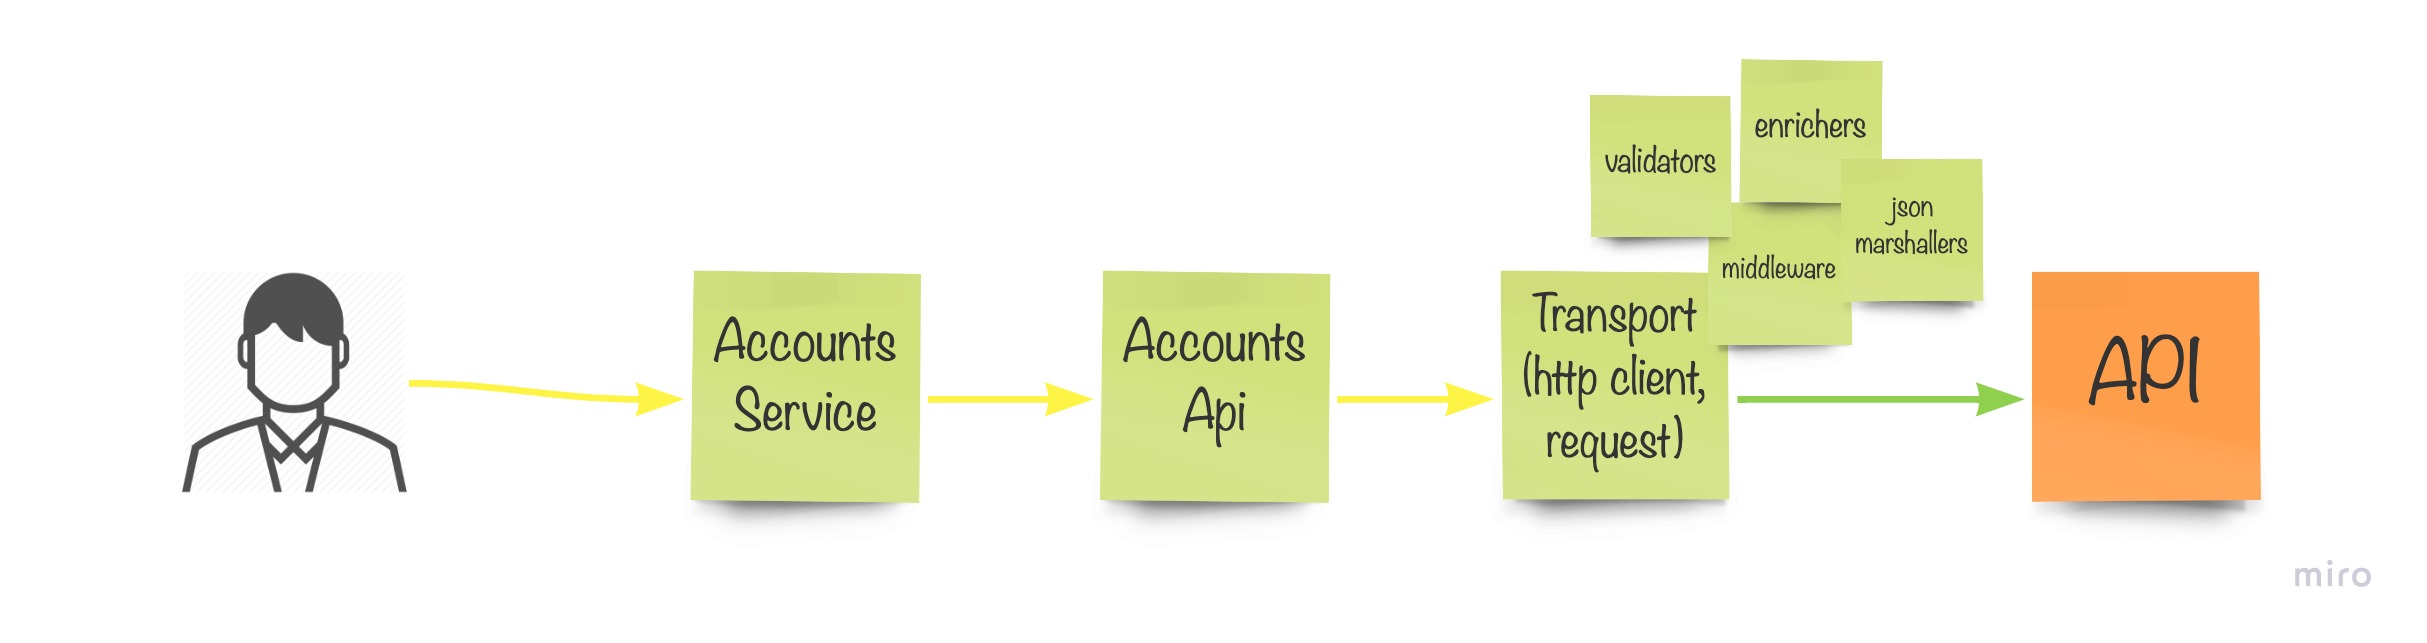 Accounts
Service
Accounts
Api
Transport
(http client,
request)
validators
enrichers
middleware
json
marshallers
API
miro